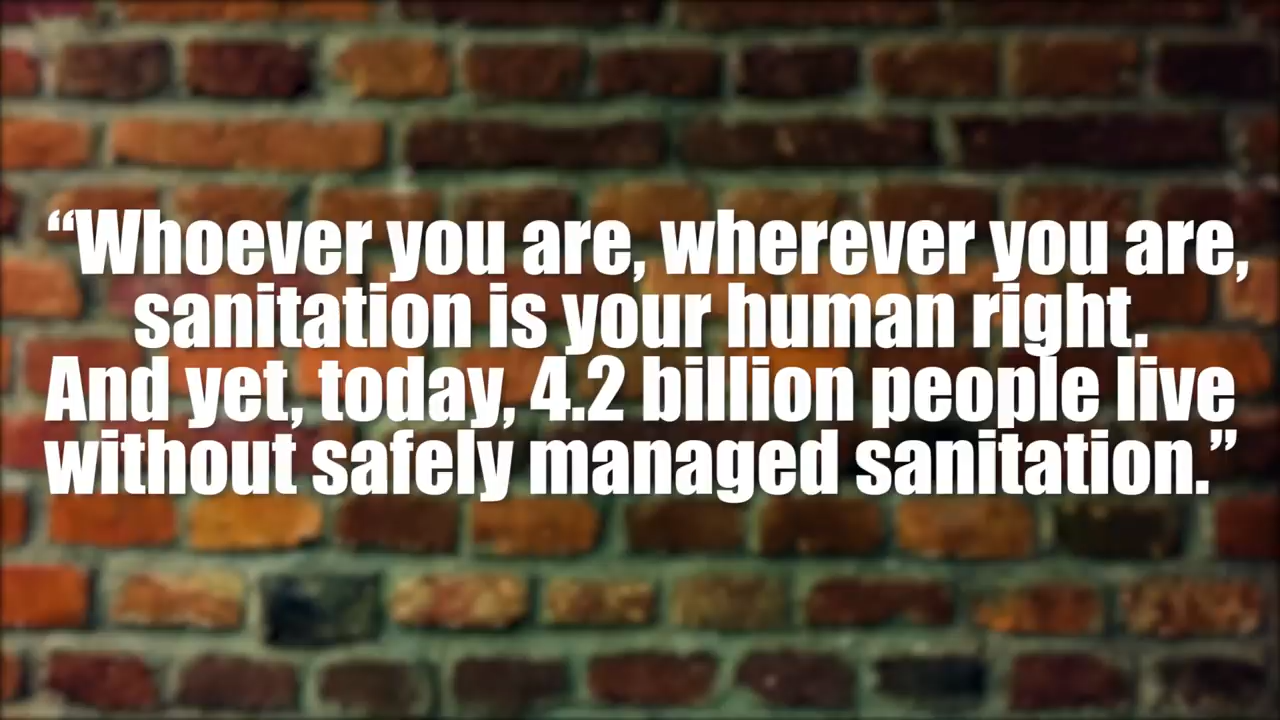 “Whoever you are, wherever you are,
sanitation is your human right.
And yet, today, 4.2 billion people live
without safely managed sanitation.”